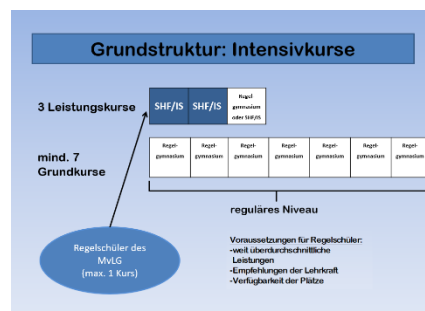 Grundstruktur: Intensivkurse
3 Leistungskurse
SHF/IS
SHF/IS
Regel
gymnasium
oder SHF/IS
mind. 7
Grundkurse
Regel-
gymnasium
Regel-
gymnasium
Regel-
gymnasium
Regel-
gymnasium
Regel-
gymnasium
Regel-
gymnasium
Regel-
gymnasium
reguläres Niveau
Regelschüler des
MvLG
(max. 1 Kurs)
Voraussetzungen für Regelschüler:
-weit überdurchschnittliche
Leistungen
-Empfehlungen der Lehrkraft
-Verfügbarkeit der Plätze